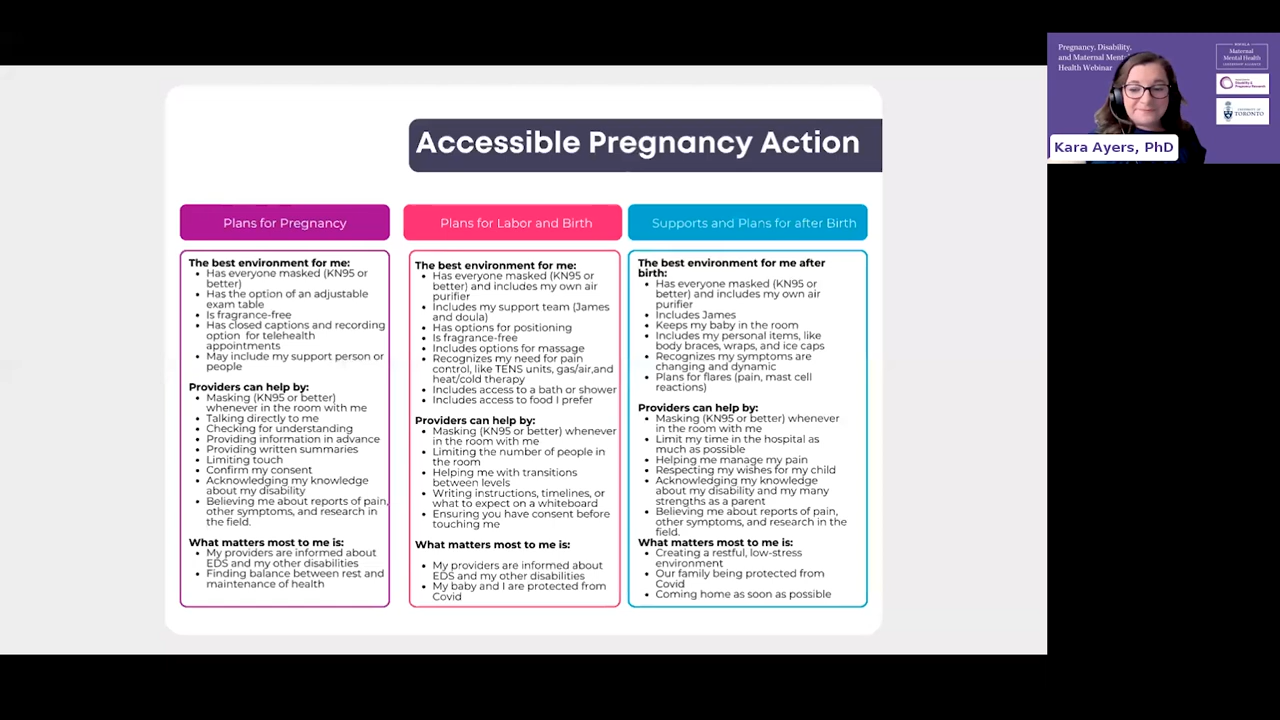 Accessible Pregnancy Action
Plans for Pregnancy
The best environment for me:
• Has everyone masked (KN95 or
better)
• Has the option of an adjustable
exam table
• Is fragrance-free
• Has closed captions and recording
option for telehealth
appointments
• May include my support person or
people
Providers can help by:
• Masking (KN95 or better)
whenever in the room with me
• Talking directly to me
• Checking for understanding
• Providing information in advance
• Providing written summaries
• Limiting touch
• Confirm my consent
• Acknowledging my knowledge
about my disability
• Believing me about reports of pain,
other symptoms, and research in
the field.
What matters most to me is:
• My providers are informed about
EDS and my other disabilities
• Finding balance between rest and
maintenance of health
Plans for Labor and Birth
The best environment for me:
• Has everyone masked (KN95 or
better) and includes my own air
purifier
• Includes my support team (James
and doula)
• Has options for positioning
• Is fragrance-free
• Includes options for massage
• Recognizes my need for pain
control, like TENS units, gas/air,and
heat/cold therapy
• Includes access to a bath or shower
• Includes access to food I prefer
Providers can help by:
• Masking (KN95 or better) whenever
in the room with me
• Limiting the number of people in
the room
• Helping me with transitions
between levels
• Writing instructions, timelines, or
what to expect on a whiteboard
• Ensuring you have consent before
touching me
What matters most to me is:
• My providers are informed about
EDS and my other disabilities
• My baby and I are protected from
Covid
Supports and Plans for after Birth
The best environment for me after
birth:
• Has everyone masked (KN95 or
better) and includes my own air
purifier
• Includes James
• Keeps my baby in the room
• Includes my personal items, like
body braces, wraps, and ice caps
• Recognizes my symptoms are
changing and dynamic
• Plans for flares (pain, mast cell
reactions)
Providers can help by:
• Masking (KN95 or better) whenever
in the room with me
• Limit my time in the hospital as
much as possible
• Helping me manage my pain
• Respecting my wishes for my child
• Acknowledging my knowledge
about my disability and my many
strengths as a parent
• Believing me about reports of pain,
other symptoms, and research in the
field.
What matters most to me is:
• Creating a restful, low-stress
environment
• Our family being protected from
Covid
• Coming home as soon as possible
Pregnancy, Disability,
and Maternal Men
Health Webinar
Maternal
Mental Health
Disability &
Pregnancy Research
TORONTO
Kara Ayers, PhD